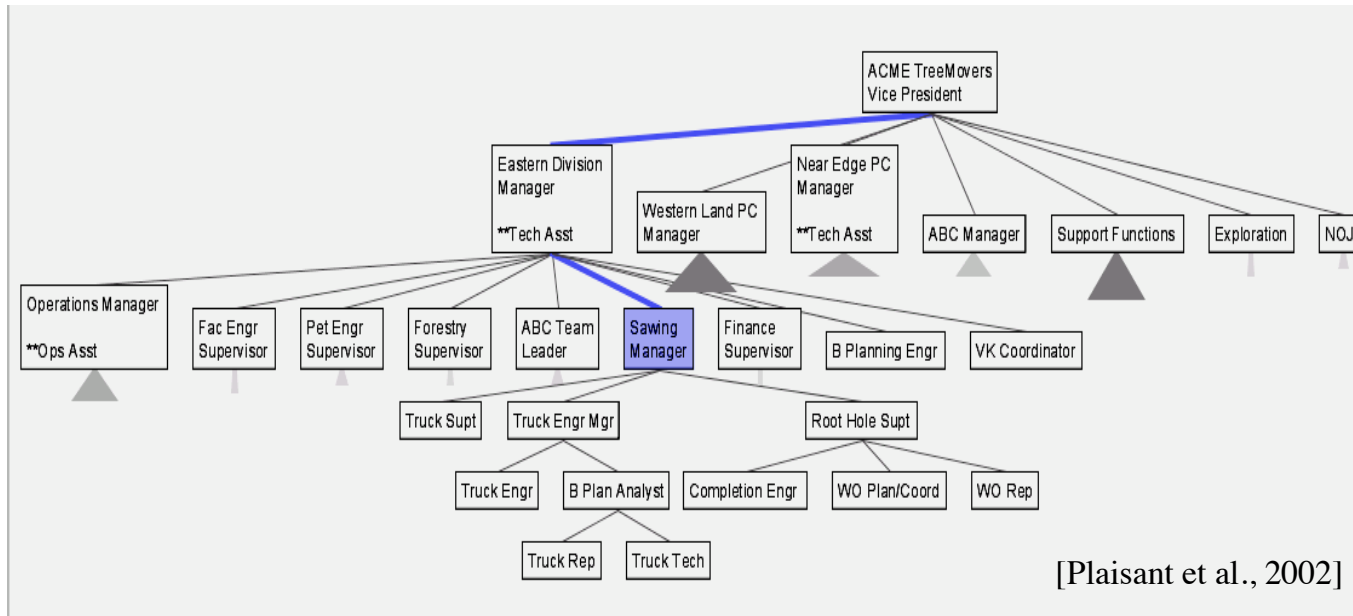 ACME TreeMovers
Vice President
Eastern Division
Manager
**Tech Asst
Near Edge PC
Manager
**Tech Asst
Western Land PC
Manager
ABC Manager
Support Functions
Exploration
NOJ
Operations Manager
**Ops Asst
Fac Engr
Supervisor
Pet Engr
Supervisor
Forestry
Supervisor
ABC Team
Leader
Sawing
Manager
Finance
Supervisor
B Planning Engr
VK Coordinator
Truck Supt
Truck Engr Mgr
Root Hole Supt
Truck Engr
B Plan Analyst
Completion Engr
WO Plan/Coord
WO Rep
Truck Rep
Truck Tech
[Plaisant et al., 2002]